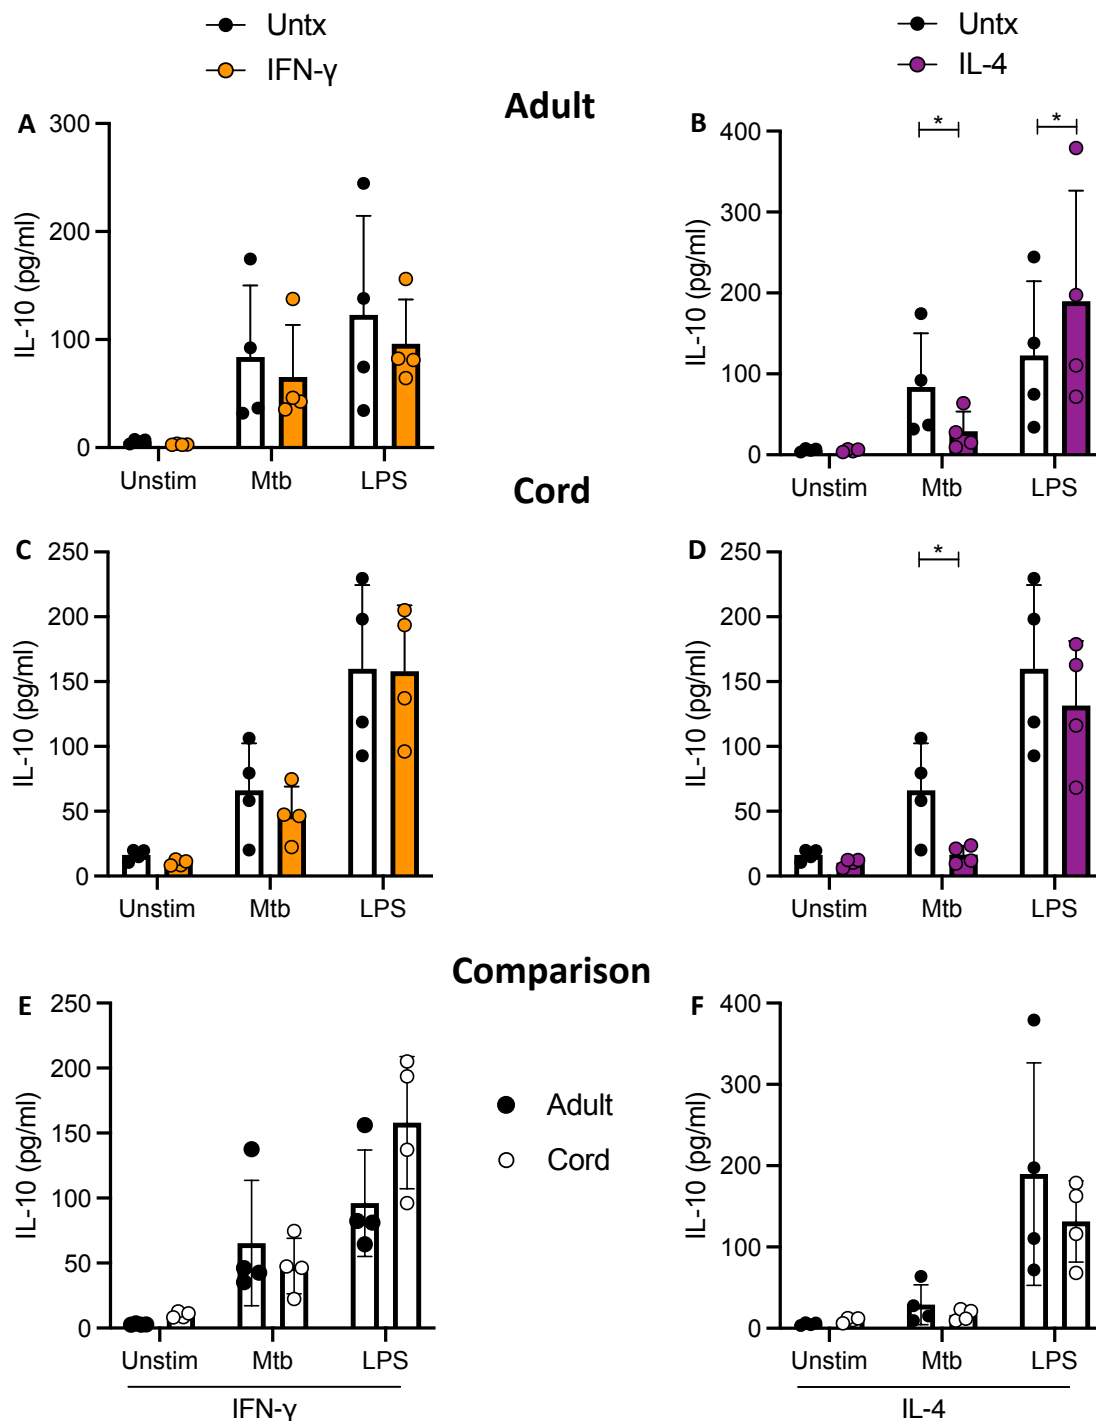 Untx
IFN-γ
Untx
IL-4
Adult
A
300
200
100
0
IL-10 (pg/ml)
Unstim Mtb LPS
B
* *
400
300
200
100
0
IL-10 (pg/ml)
Unstim Mtb LPS
Cord
C
250
200
150
100
50
0
IL-10 (pg/ml)
Unstim Mtb LPS
D
*
250
200
150
100
50
0
IL-10 (pg/ml)
Unstim Mtb LPS
Comparison
E
250
200
150
100
50
0
IL-10 (pg/ml)
Unstim Mtb LPS
IFN-γ
Adult
Cord
F
400
300
200
100
0
IL-10 (pg/ml)
Unstim Mtb LPS
IL-4